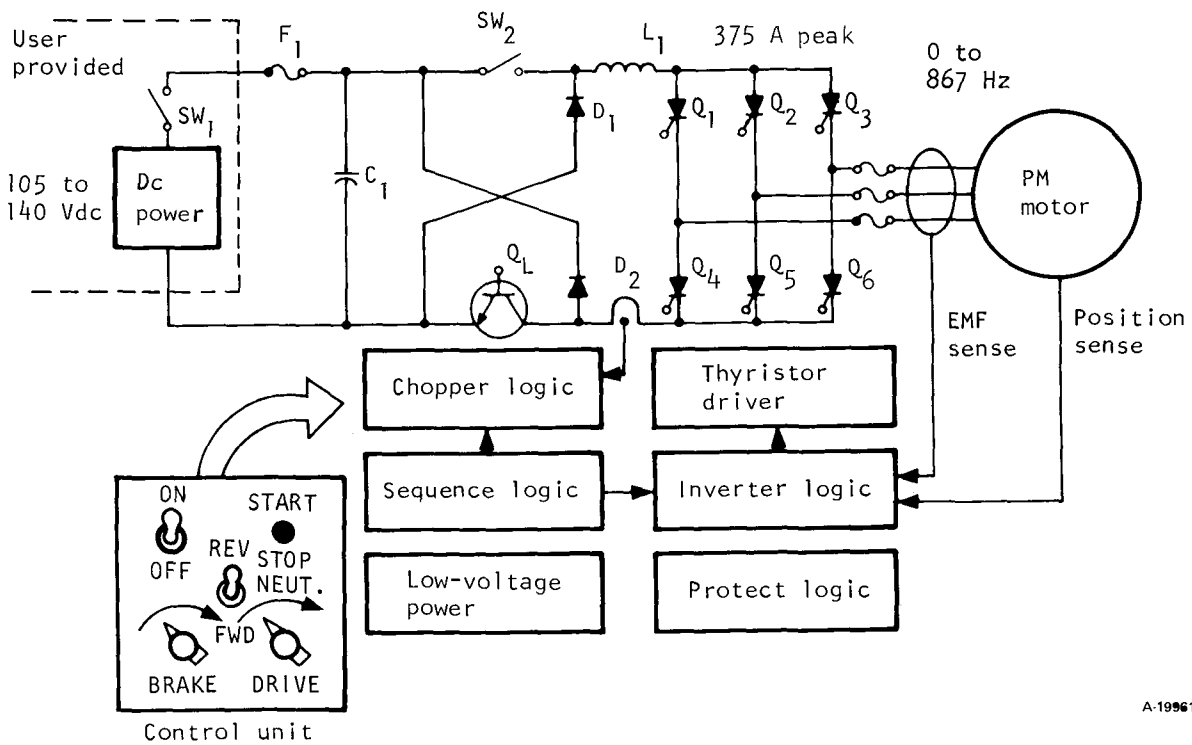 User
provided
SW1
105 to
140 Vdc
Dc
power
F1
C1
SW2
D1
L1
375 A peak
Q1
Q2
Q3
0 to
867 Hz
PM
motor
QL
D2
Q4
Q5
Q6
EMF
sense
Position
sense
Chopper logic
Thyristor
driver
Sequence logic
Inverter logic
Low-voltage
power
Protect logic
ON
OFF
START
STOP
REV
NEUT.
FWD
BRAKE
DRIVE
Control unit